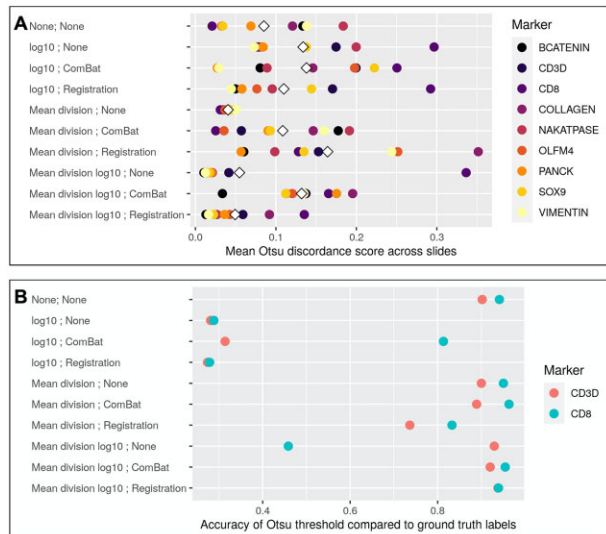 A
None; None
log10 ; None
log10 ; ComBat
log10 ; Registration
Mean division ; None
Mean division ; ComBat
Mean division ; Registration
Mean division log10 ; None
Mean division log10 ; ComBat
Mean division log10 ; Registration
0.0 0.1 0.2 0.3
Mean Otsu discordance score across slides
Marker
BCATENIN
CD3D
CD8
COLLAGEN
NAKATPASE
OLFM4
PANCK
SOX9
VIMENTIN
B
None; None
log10 ; None
log10 ; ComBat
log10 ; Registration
Mean division ; None
Mean division ; ComBat
Mean division ; Registration
Mean division log10 ; None
Mean division log10 ; ComBat
Mean division log10 ; Registration
0.4 0.6 0.8
Accuracy of Otsu threshold compared to ground truth labels
Marker
CD3D
CD8